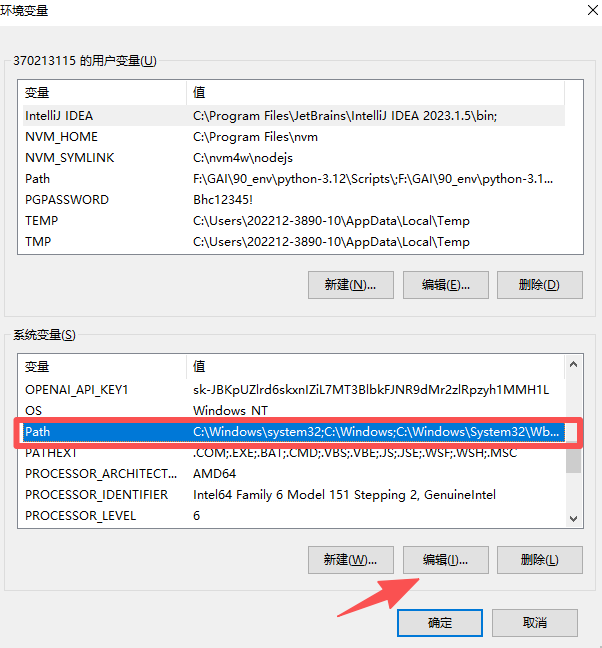 环境变量
370213115 的用户变量(U)
变量 值
IntelliJ IDEA C:\Program Files\JetBrains\IntelliJ IDEA 2023.1.5\bin;
NVM_HOME C:\Program Files\nvm
NVM_SYMLINK C:\nvm4w\nodejs
Path F:\GAI\90_env\python-3.12\Scripts\;F:\GAI\90_env\python-3.1...
PGPASSWORD Bhc12345!
TEMP C:\Users\202212-3890-10\AppData\Local\Temp
TMP C:\Users\202212-3890-10\AppData\Local\Temp
新建(N)... 编辑(E)... 删除(D)
系统变量(S)
变量 值
OPENAI_API_KEY1 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
OS Windows_NT
Path C:\Windows\system32;C:\Windows;C:\Windows\System32\Wb...
PATHEXT .COM;.EXE;.BAT;.CMD;.VBS;.VBE;.JS;.JSE;.WSF;.WSH;.MSC
PROCESSOR_ARCHITECT... AMD64
PROCESSOR_IDENTIFIER Intel64 Family 6 Model 151 Stepping 2, GenuineIntel
PROCESSOR_LEVEL 6
新建(W)... 编辑(I)... 删除(L)
确定 取消